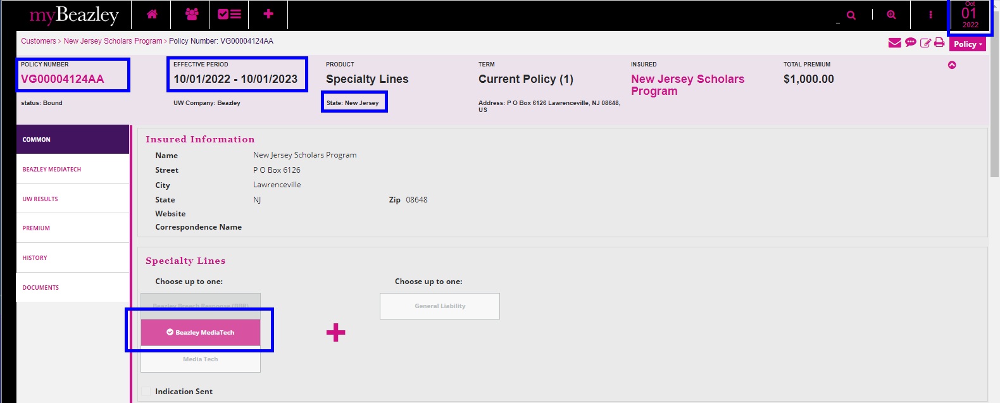 myBeazley
Oct
01
2022
Customers > New Jersey Scholars Program > Policy Number: VG00004124AA
Policy
POLICY NUMBER
VG00004124AA
status: Bound
EFFECTIVE PERIOD
10/01/2022 - 10/01/2023
UW Company: Beazley
PRODUCT
Specialty Lines
State: New Jersey
TERM
Current Policy (1)
Address: P O Box 6126 Lawrenceville, NJ 08648,
US
INSURED
New Jersey Scholars
Program
TOTAL PREMIUM
$1,000.00
COMMON
BEAZLEY MEDIATECH
UW RESULTS
PREMIUM
HISTORY
DOCUMENTS
Insured Information
Name New Jersey Scholars Program
Street P O Box 6126
City Lawrenceville
State NJ Zip 08648
Website
Correspondence Name
Specialty Lines
Choose up to one:
Beazley Breach Response (BBR)
Beazley MediaTech
Media Tech
Choose up to one:
General Liability
Indication Sent